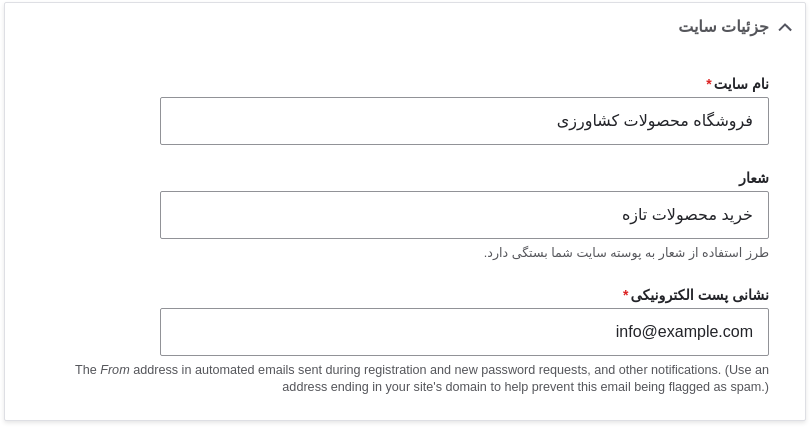 جزئیات سایت
نام سایت *
فروشگاه محصولات کشاورزی
شعار
خرید محصولات تازه
طرز استفاده از شعار به پوسته سایت شما بستگی دارد.
نشانی پست الکترونیکی *
info@example.com
The From address in automated emails sent during registration and new password requests, and other notifications. (Use an
address ending in your site's domain to help prevent this email being flagged as spam.)